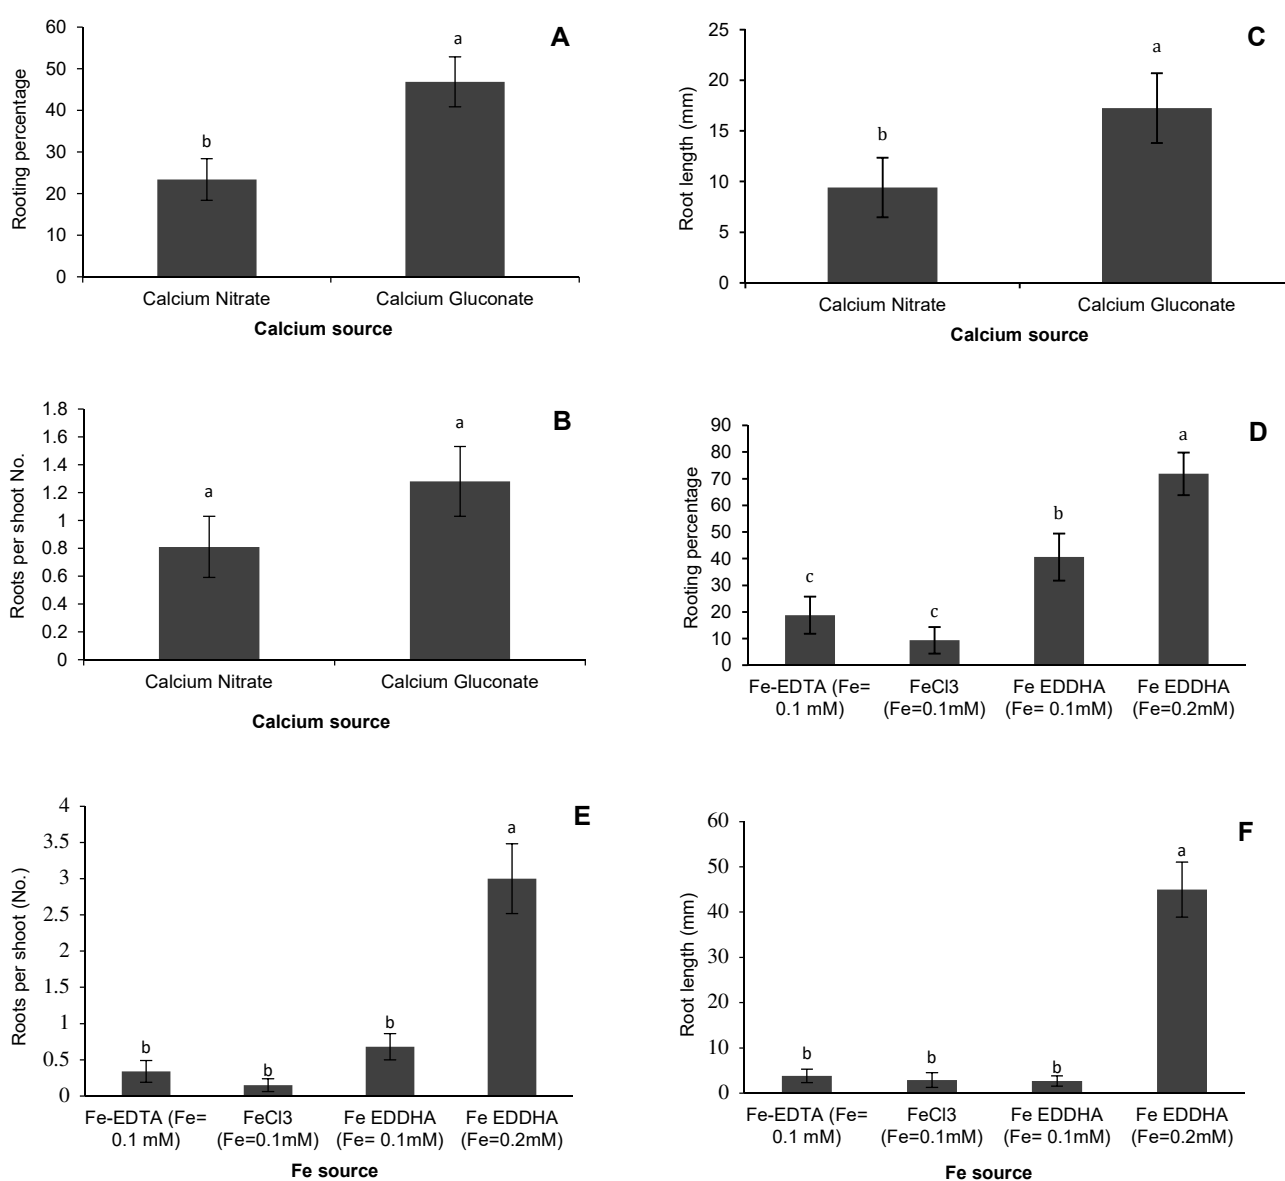 A
Rooting percentage
60
50
40
30
20
10
0
b
a
Calcium Nitrate
Calcium Gluconate
Calcium source
C
Root length (mm)
25
20
15
10
5
0
b
a
Calcium Nitrate
Calcium Gluconate
Calcium source
B
Roots per shoot No.
1.8
1.6
1.4
1.2
1
0.8
0.6
0.4
0.2
0
a
a
Calcium Nitrate
Calcium Gluconate
Calcium source
D
Rooting percentage
90
80
70
60
50
40
30
20
10
0
c
c
b
a
Fe-EDTA (Fe=
0.1 mM)
FeCl3
(Fe=0.1mM)
Fe EDDHA
(Fe= 0.1mM)
Fe EDDHA
(Fe=0.2mM)
E
Roots per shoot (No.)
4
3.5
3
2.5
2
1.5
1
0.5
0
b
b
b
a
Fe-EDTA (Fe=
0.1 mM)
FeCl3
(Fe=0.1mM)
Fe EDDHA
(Fe= 0.1mM)
Fe EDDHA
(Fe=0.2mM)
Fe source
F
Root length (mm)
60
50
40
30
20
10
0
b
b
b
a
Fe-EDTA (Fe=
0.1 mM)
FeCl3
(Fe=0.1mM)
Fe EDDHA
(Fe= 0.1mM)
Fe EDDHA
(Fe=0.2mM)
Fe source